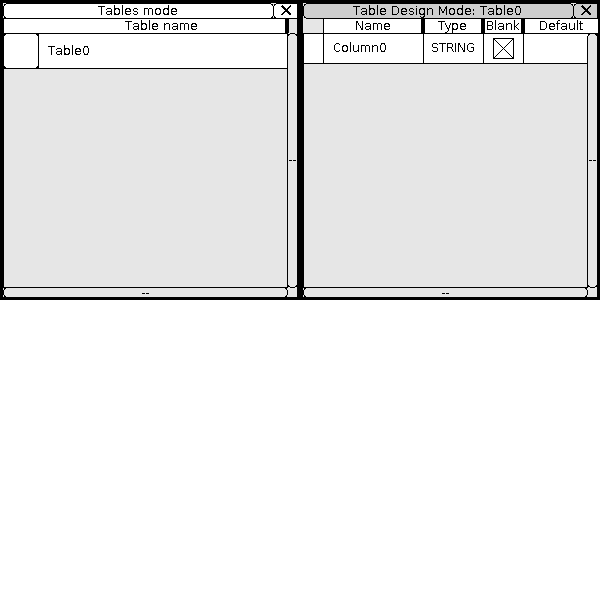 Tables mode
Table name
Table0
--
--
Table Design Mode: Table0
Name Type Blank Default
Column0 STRING
--
--